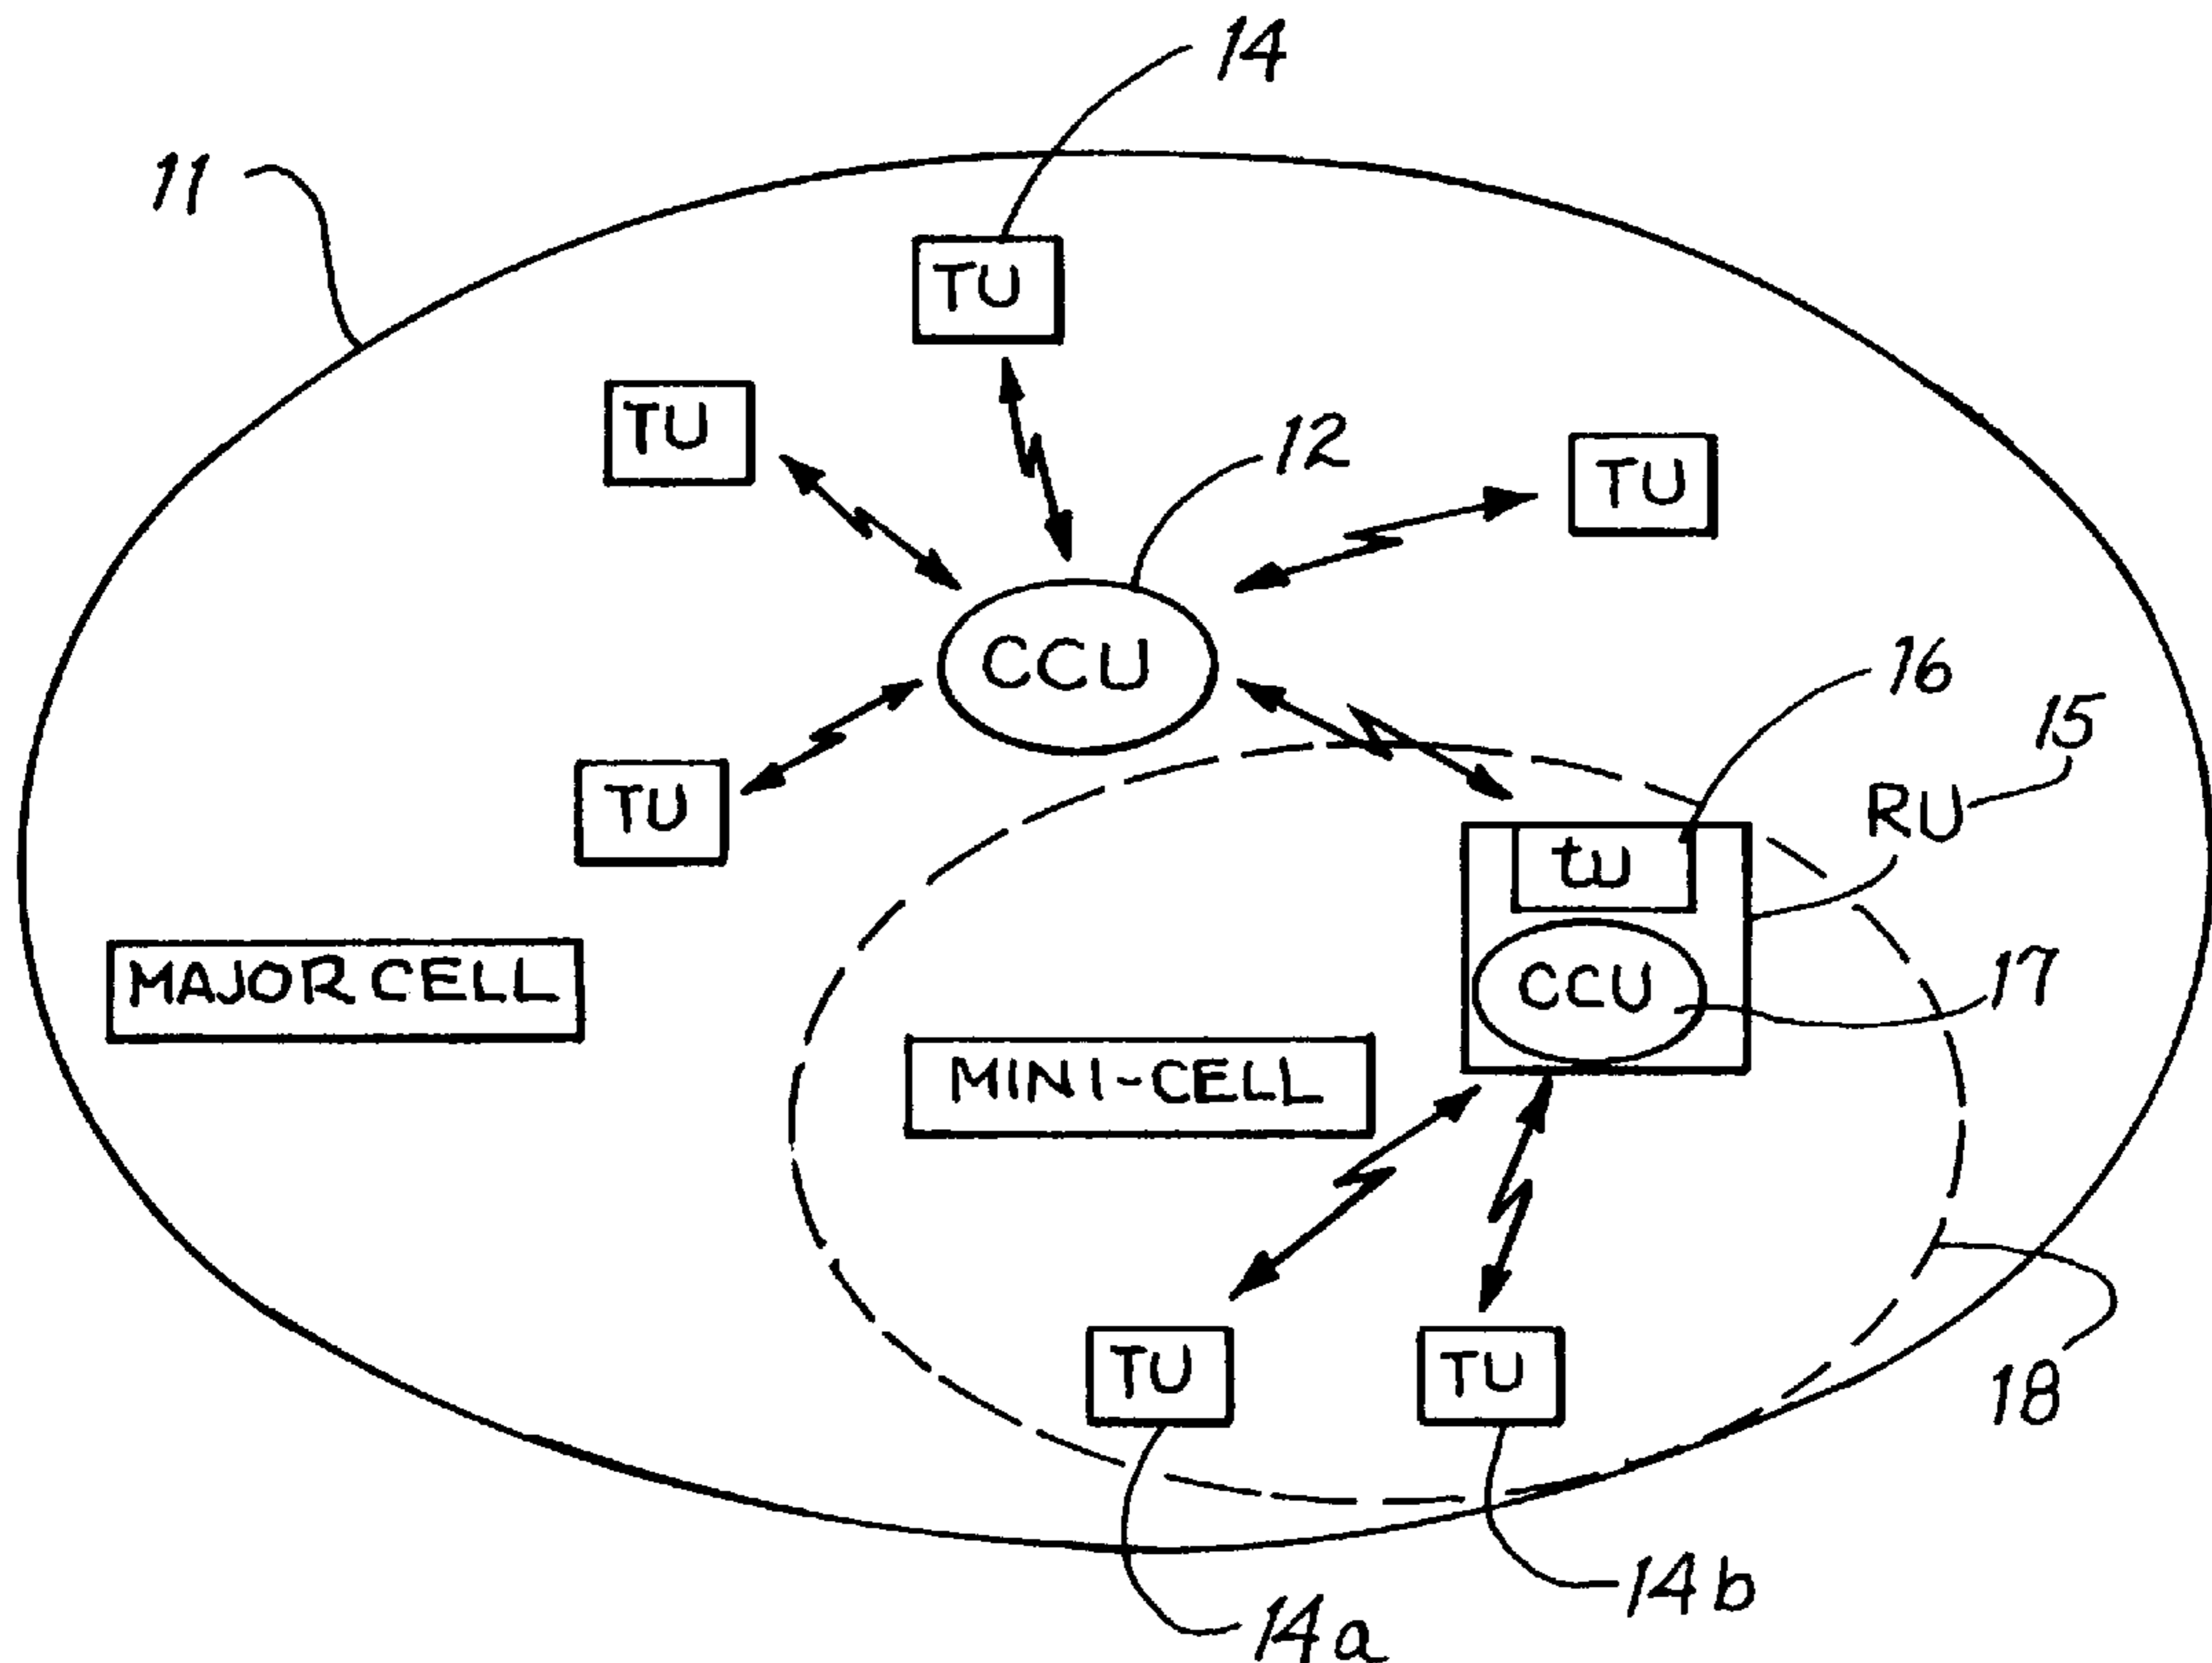 14
11
TU
TU
12
TU
CCU
16
15
RU
TU
tu
MAJOR CELL
CCU
17
MINI-CELL
TU
TU
18
14b
14a